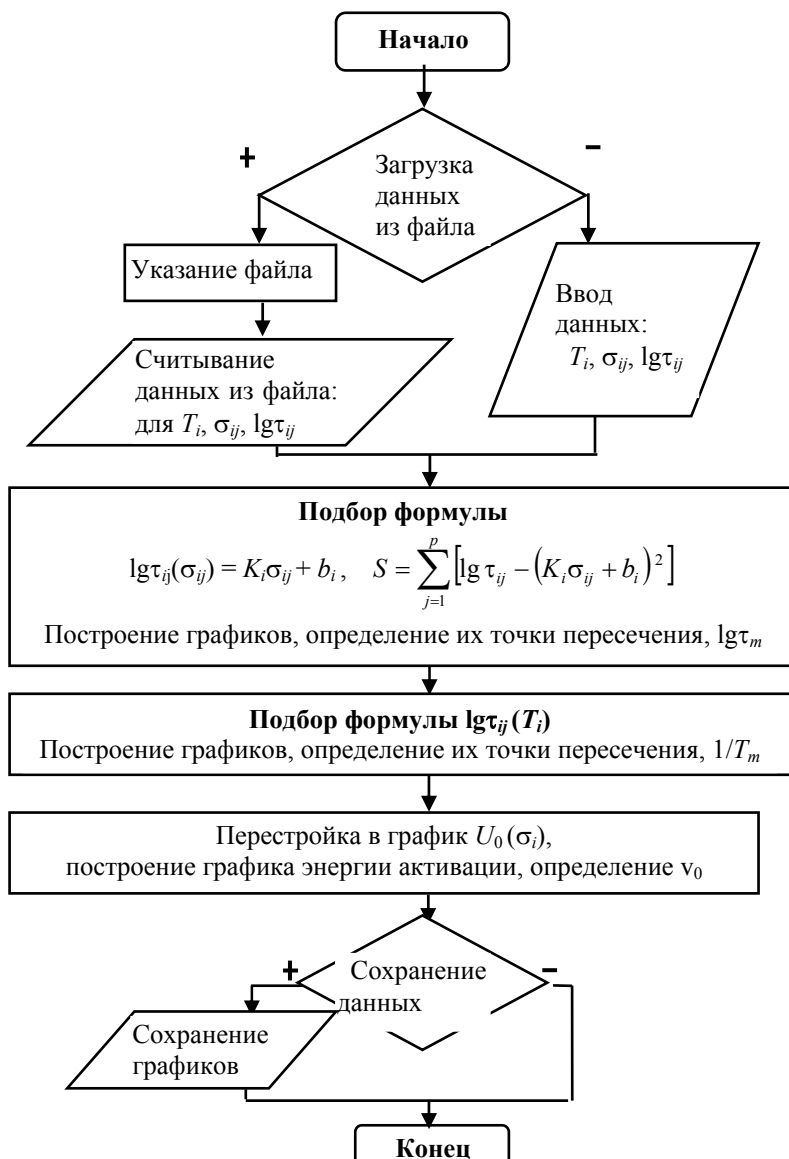 Начало
+
−
Загрузка
данных
из файла
Указание файла
Ввод
данных:
Tᵢ, σᵢⱼ, lgτᵢⱼ
Считывание
данных из файла:
для Tᵢ, σᵢⱼ, lgτᵢⱼ
Подбор формулы
lgτᵢⱼ(σᵢⱼ) = Kᵢσᵢⱼ + bᵢ, S = ∑_{j=1}^{p} [lg τᵢⱼ − (Kᵢσᵢⱼ + bᵢ)²]
Построение графиков, определение их точки пересечения, lgτₘ
Подбор формулы lgτᵢⱼ (Tᵢ)
Построение графиков, определение их точки пересечения, 1/Tₘ
Перестройка в график U₀ (σᵢ),
построение графика энергии активации, определение v₀
+
−
Сохранение
данных
Сохранение
графиков
Конец